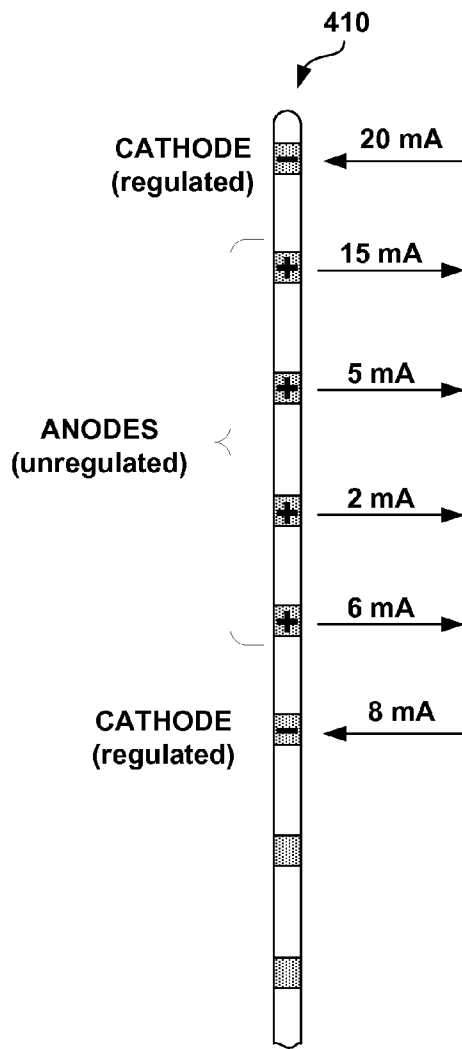 410
CATHODE
(regulated)
20 mA
15 mA
5 mA
ANODES
(unregulated)
2 mA
6 mA
CATHODE
(regulated)
8 mA